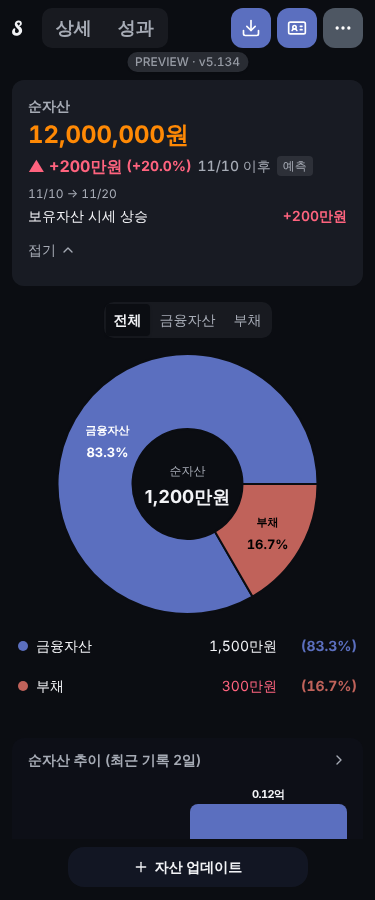 상세
성과
PREVIEW · v5.134
순자산
12,000,000원
▲ +200만원 (+20.0%) 11/10 이후 예측
11/10 → 11/20
보유자산 시세 상승 +200만원
접기
전체 금융자산 부채
금융자산
83.3%
순자산
1,200만원
부채
16.7%
금융자산 1,500만원 (83.3%)
부채 300만원 (16.7%)
순자산 추이 (최근 기록 2일)
0.12억
+ 자산 업데이트